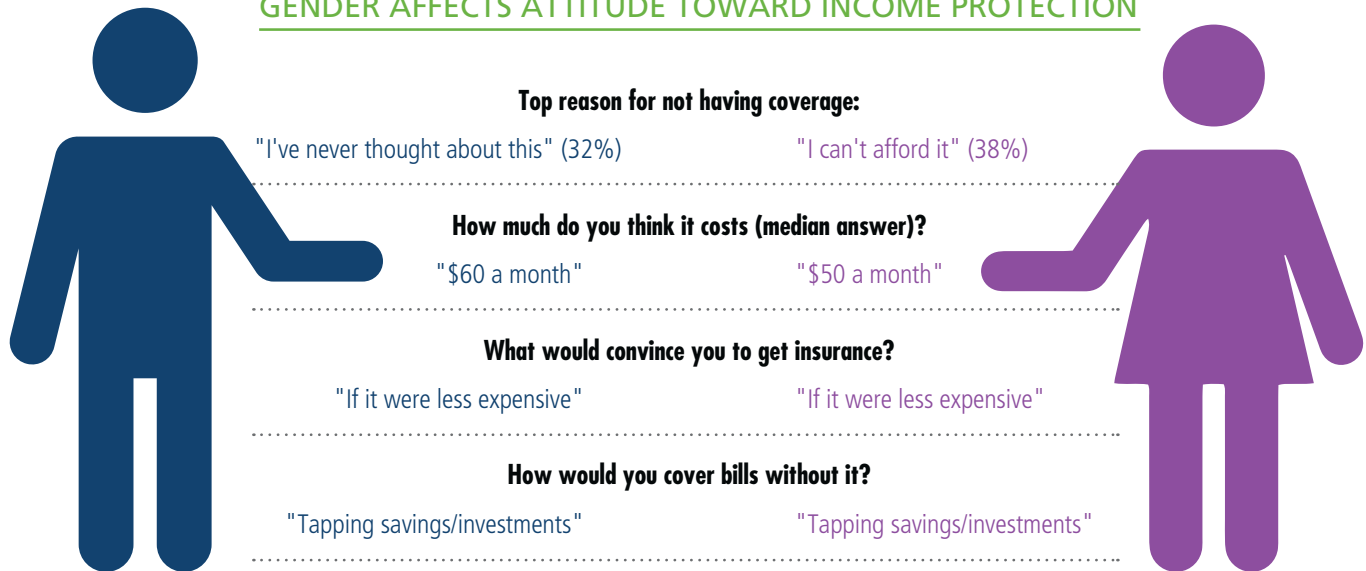 GENDER AFFECTS ATTITUDE TOWARD INCOME PROTECTION
Top reason for not having coverage:
"I've never thought about this" (32%) "I can't afford it" (38%)
How much do you think it costs (median answer)?
"$60 a month" "$50 a month"
What would convince you to get insurance?
"If it were less expensive" "If it were less expensive"
How would you cover bills without it?
"Tapping savings/investments" "Tapping savings/investments"